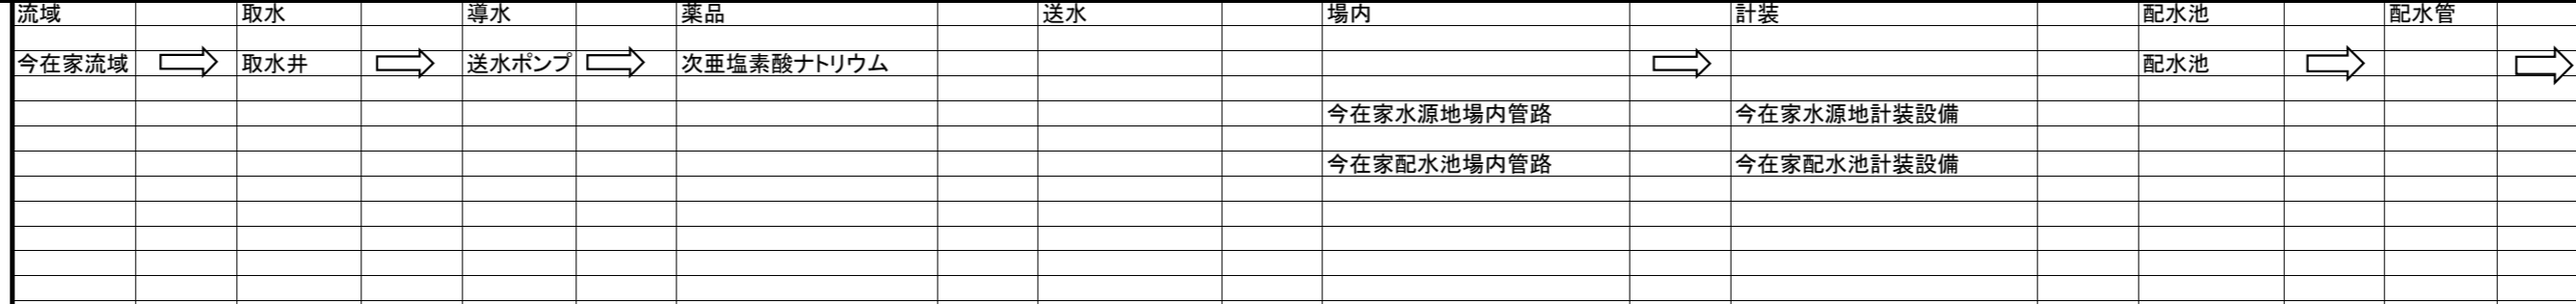 流域 取水 導水 薬品 送水 場内 計装 配水池 配水管
今在家流域 取水井 送水ポンプ 次亜塩素酸ナトリウム 配水池
今在家水源地場内管路 今在家水源地計装設備
今在家配水池場内管路 今在家配水池計装設備